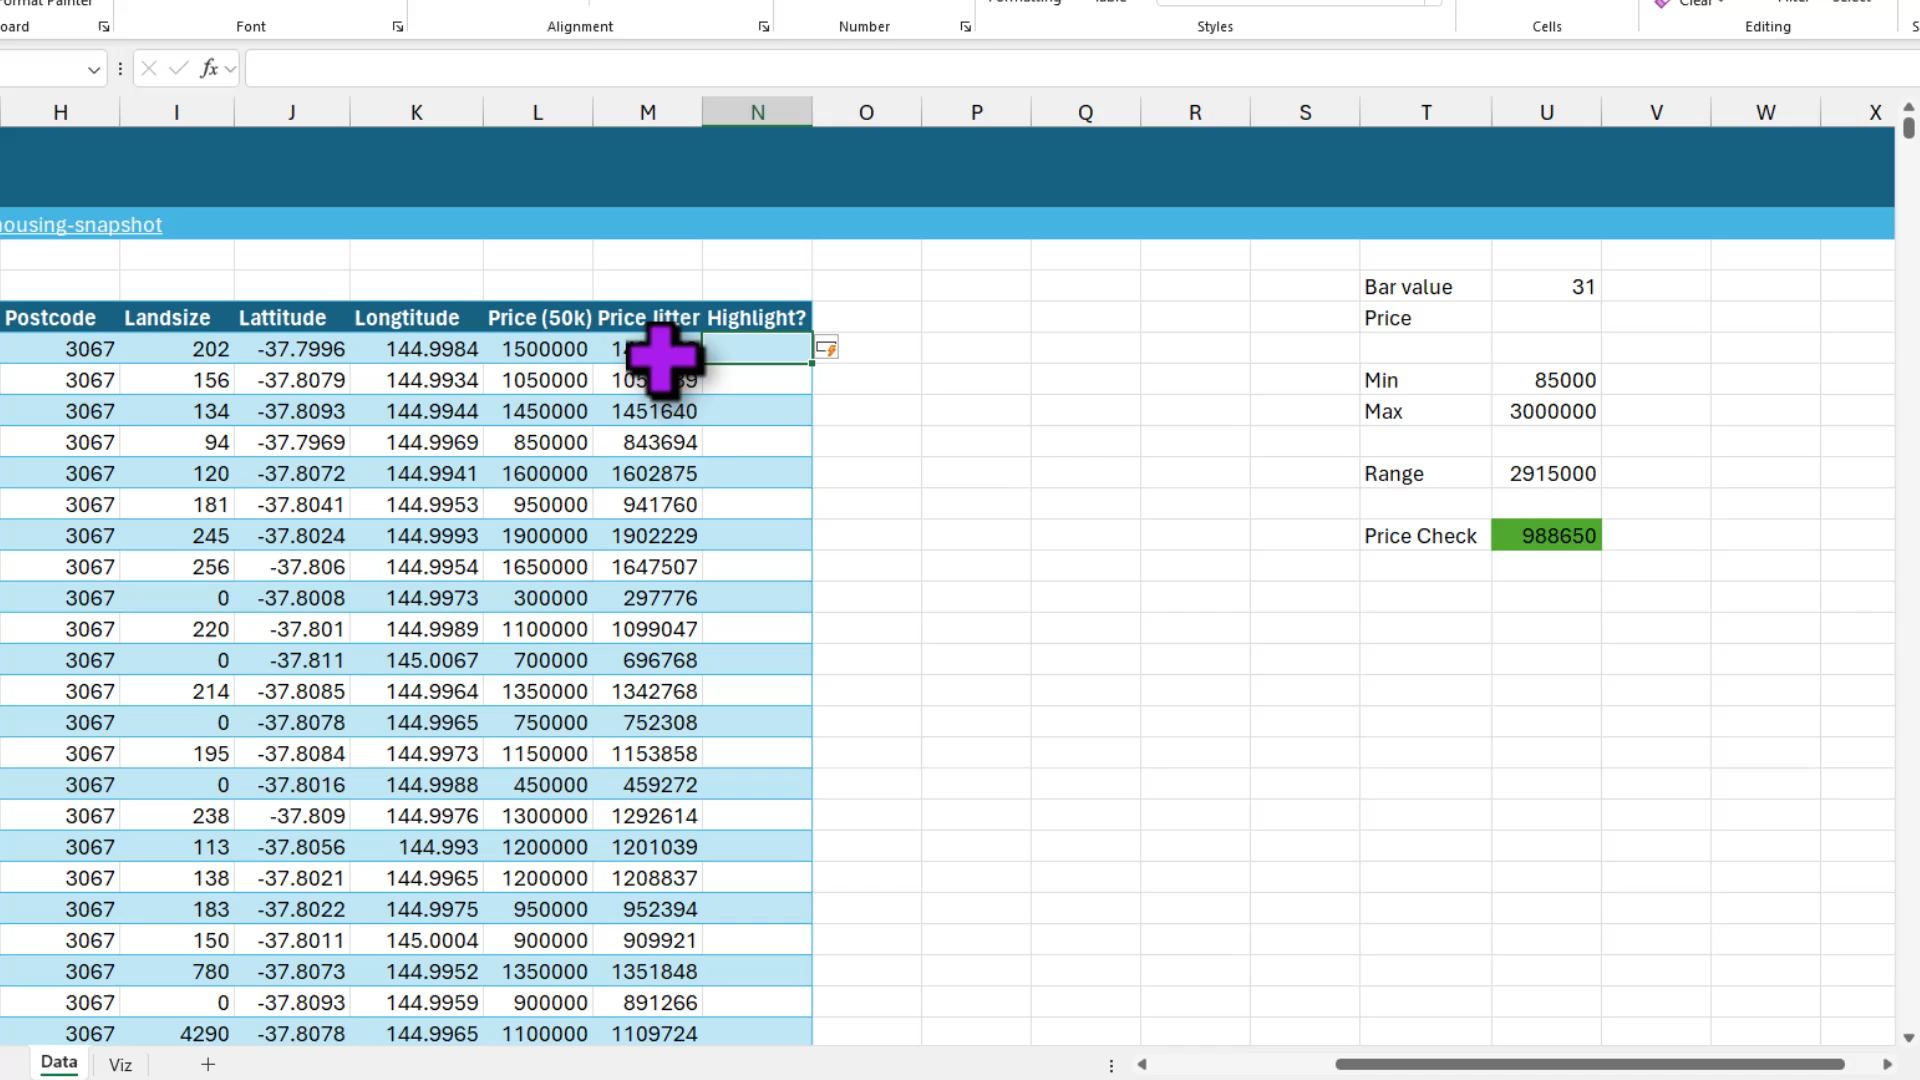 Font Alignment Number Styles Cells Editing
fx
H I J K L M N O P Q R S T U V W X
housing-snapshot
Bar value 31
Postcode Landsize Lattitude Longtitude Price (50k) Price Jitter Highlight? Price
3067 202 -37.7996 144.9984 1500000
3067 156 -37.8079 144.9934 1050000 Min 85000
3067 134 -37.8093 144.9944 1450000 1451640 Max 3000000
3067 94 -37.7969 144.9969 850000 843694
3067 120 -37.8072 144.9941 1600000 1602875 Range 2915000
3067 181 -37.8041 144.9953 950000 941760
3067 245 -37.8024 144.9993 1900000 1902229 Price Check 988650
3067 256 -37.806 144.9954 1650000 1647507
3067 0 -37.8008 144.9973 300000 297776
3067 220 -37.801 144.9989 1100000 1099047
3067 0 -37.811 145.0067 700000 696768
3067 214 -37.8085 144.9964 1350000 1342768
3067 0 -37.8078 144.9965 750000 752308
3067 195 -37.8084 144.9973 1150000 1153858
3067 0 -37.8016 144.9988 450000 459272
3067 238 -37.809 144.9976 1300000 1292614
3067 113 -37.8056 144.993 1200000 1201039
3067 138 -37.8021 144.9965 1200000 1208837
3067 183 -37.8022 144.9975 950000 952394
3067 150 -37.8011 145.0004 900000 909921
3067 780 -37.8073 144.9952 1350000 1351848
3067 0 -37.8093 144.9959 900000 891266
3067 4290 -37.8078 144.9965 1100000 1109724
Data Viz